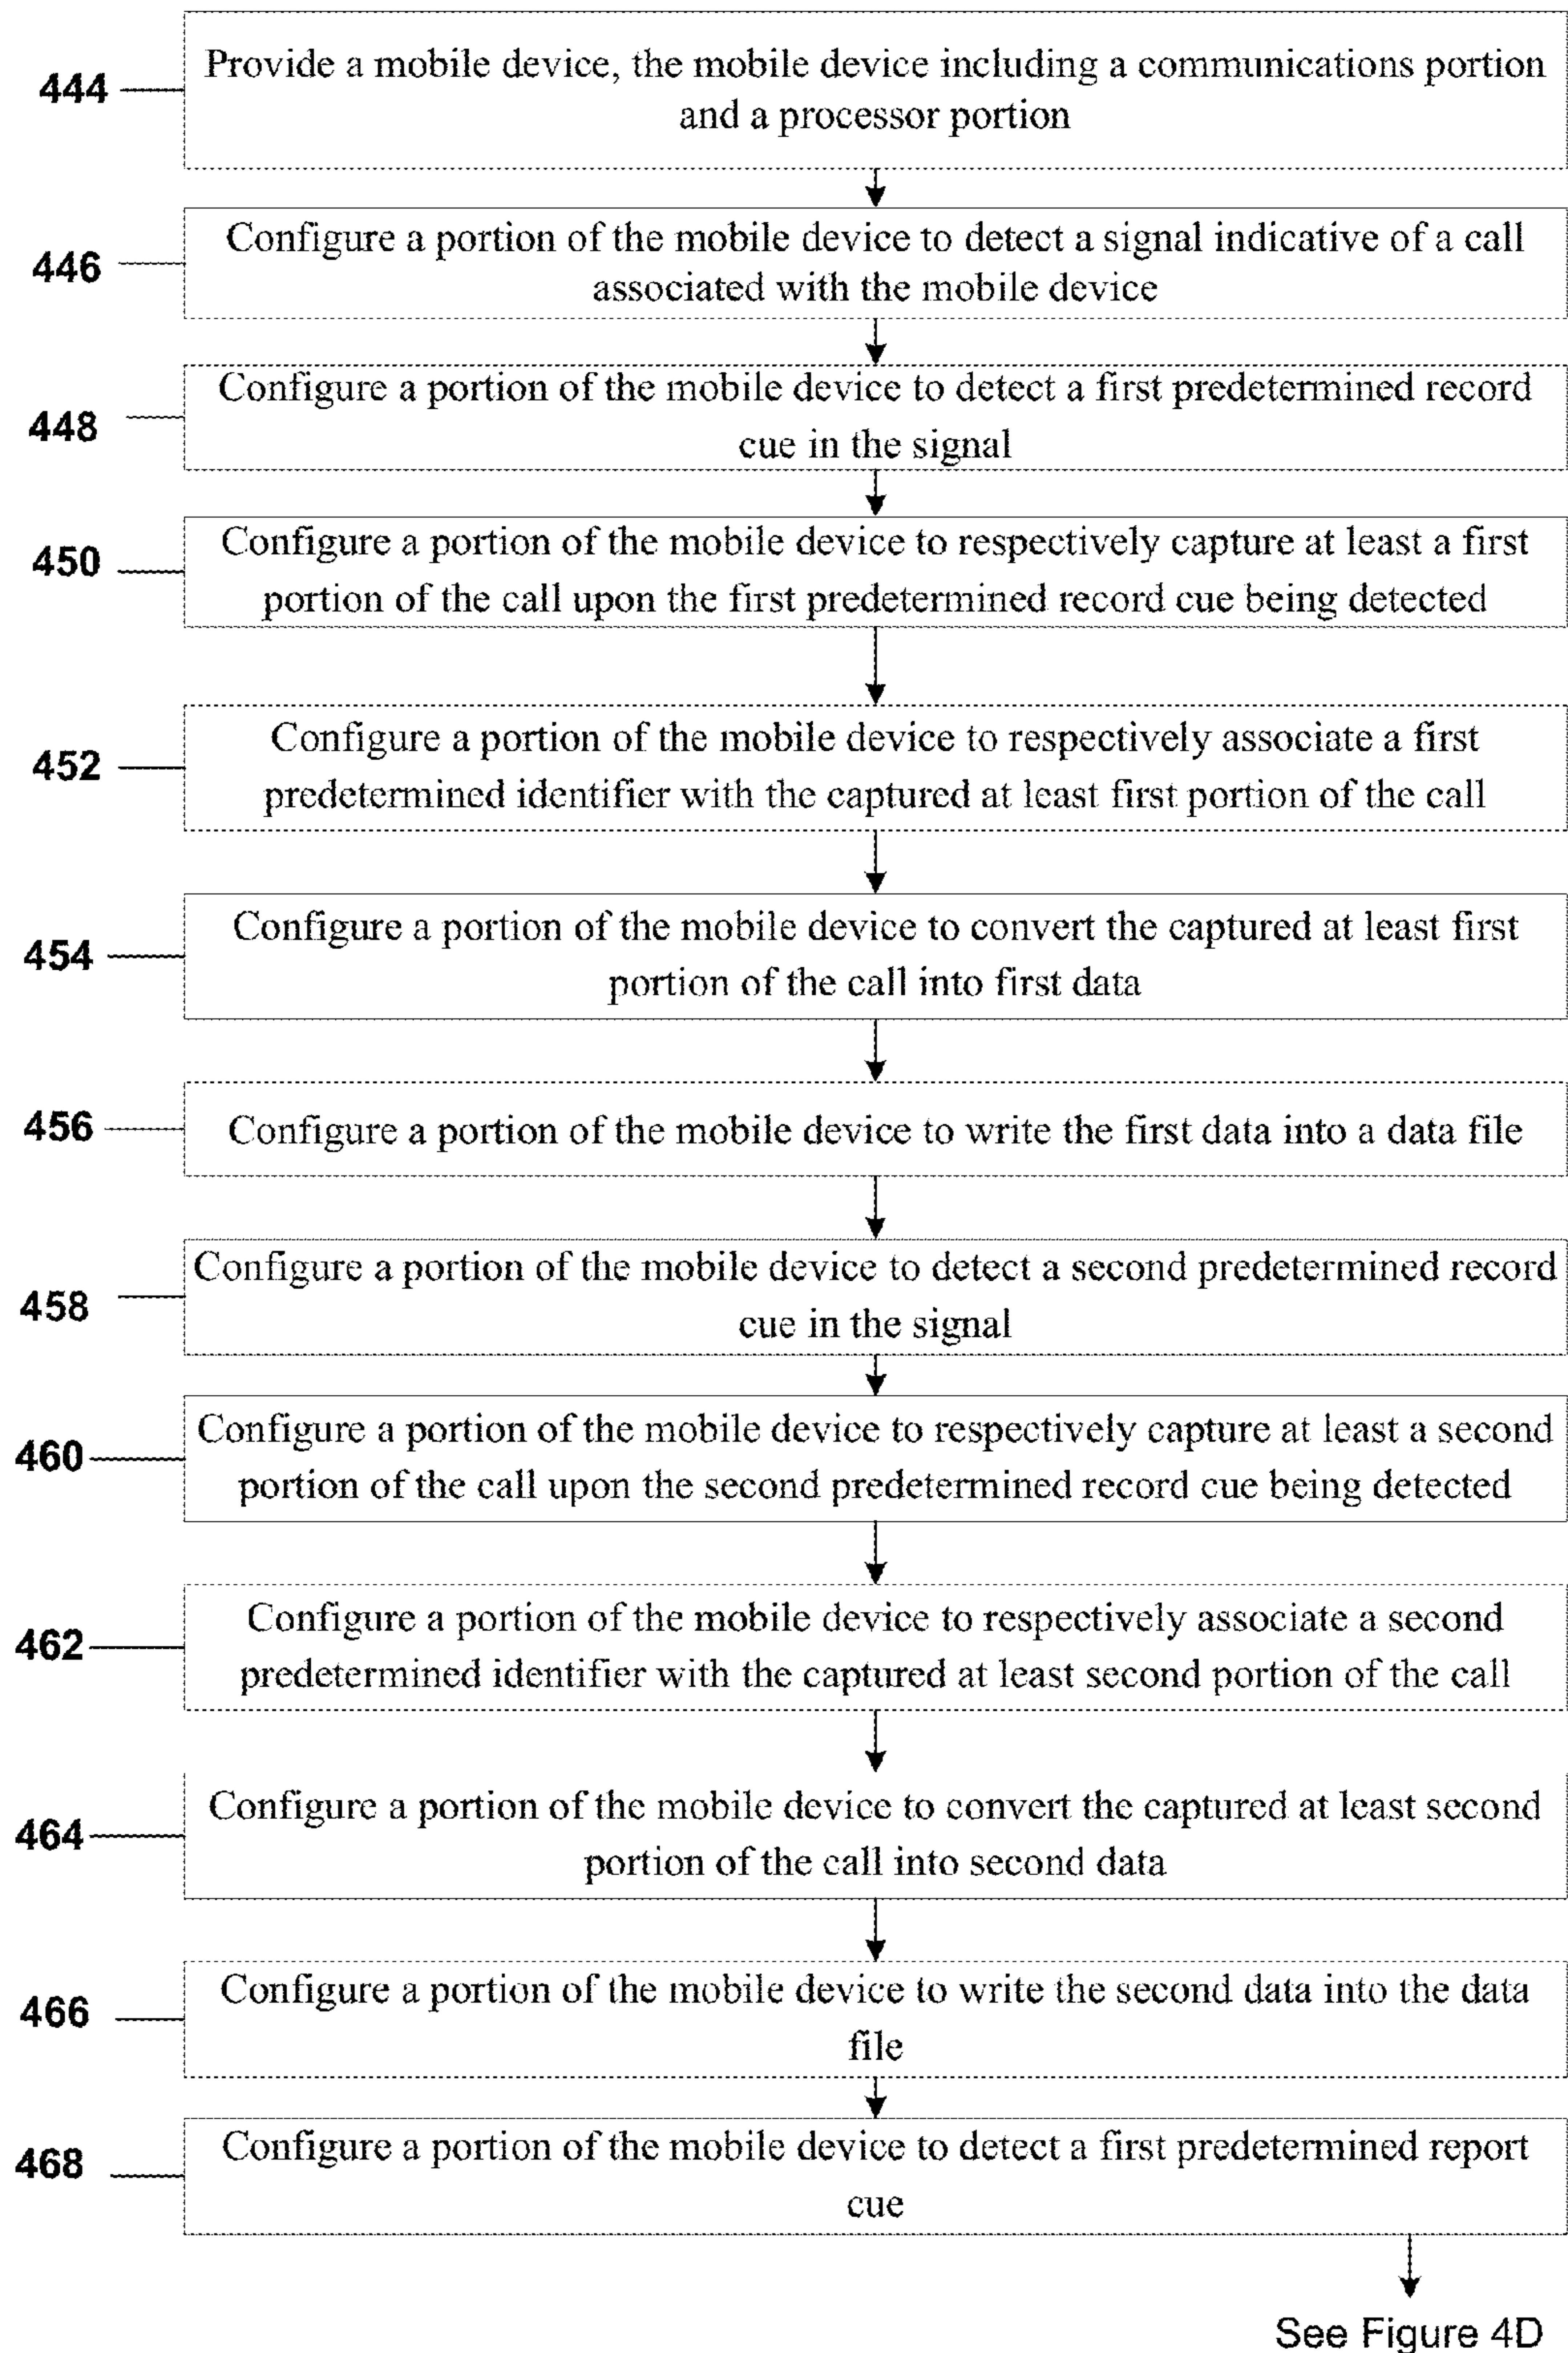 444
Provide a mobile device, the mobile device including a communications portion
and a processor portion
446
Configure a portion of the mobile device to detect a signal indicative of a call
associated with the mobile device
448
Configure a portion of the mobile device to detect a first predetermined record
cue in the signal
450
Configure a portion of the mobile device to respectively capture at least a first
portion of the call upon the first predetermined record cue being detected
452
Configure a portion of the mobile device to respectively associate a first
predetermined identifier with the captured at least first portion of the call
454
Configure a portion of the mobile device to convert the captured at least first
portion of the call into first data
456
Configure a portion of the mobile device to write the first data into a data file
458
Configure a portion of the mobile device to detect a second predetermined record
cue in the signal
460
Configure a portion of the mobile device to respectively capture at least a second
portion of the call upon the second predetermined record cue being detected
462
Configure a portion of the mobile device to respectively associate a second
predetermined identifier with the captured at least second portion of the call
464
Configure a portion of the mobile device to convert the captured at least second
portion of the call into second data
466
Configure a portion of the mobile device to write the second data into the data
file
468
Configure a portion of the mobile device to detect a first predetermined report
cue
See Figure 4D